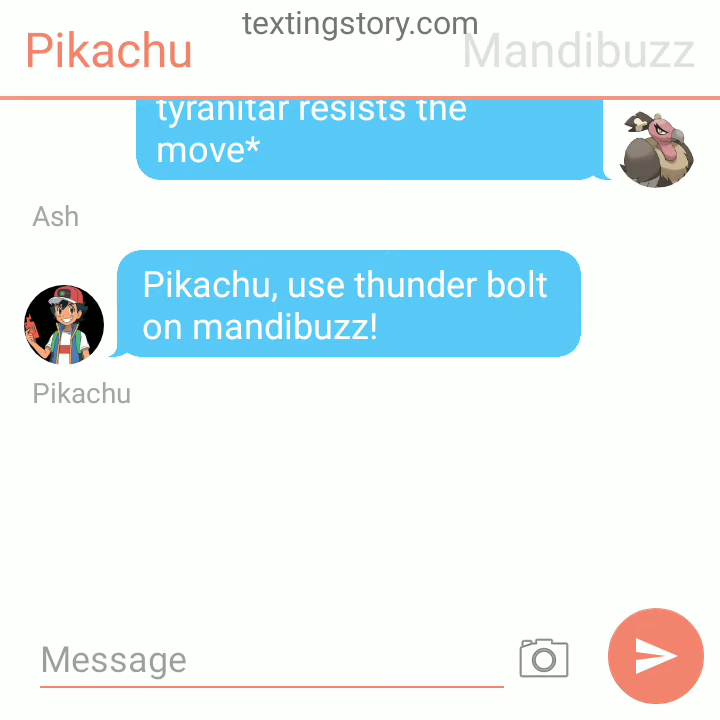 textingstory.com
Pikachu
Mandibuzz
tyranitar resists the
move*
Ash
Pikachu, use thunder bolt
on mandibuzz!
Pikachu
Message